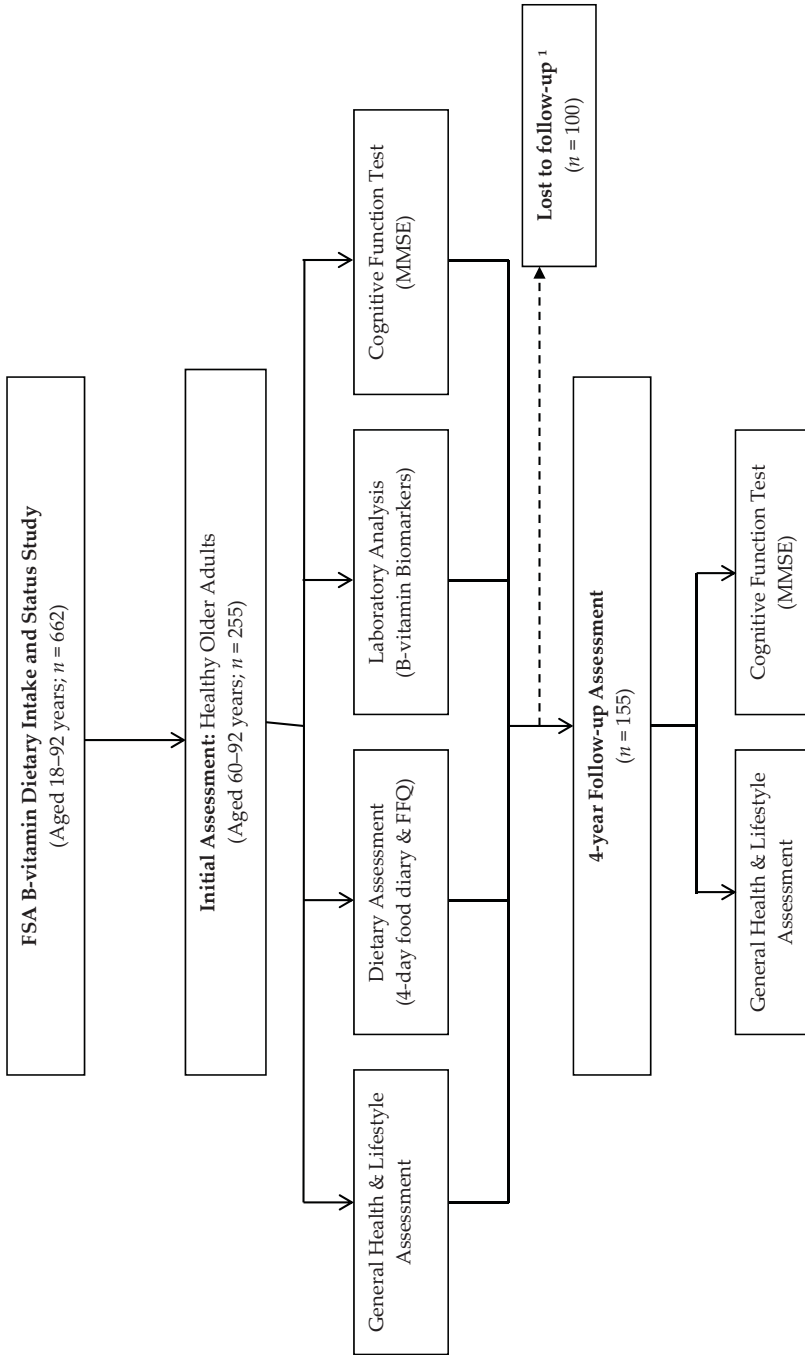 FSA B-vitamin Dietary Intake and Status Study
(Aged 18–92 years; n = 662)
Initial Assessment: Healthy Older Adults
(Aged 60–92 years; n = 255)
General Health & Lifestyle
Assessment
Dietary Assessment
(4-day food diary & FFQ)
Laboratory Analysis
(B-vitamin Biomarkers)
Cognitive Function Test
(MMSE)
Lost to follow-up ¹
(n = 100)
4-year Follow-up Assessment
(n = 155)
General Health & Lifestyle
Assessment
Cognitive Function Test
(MMSE)